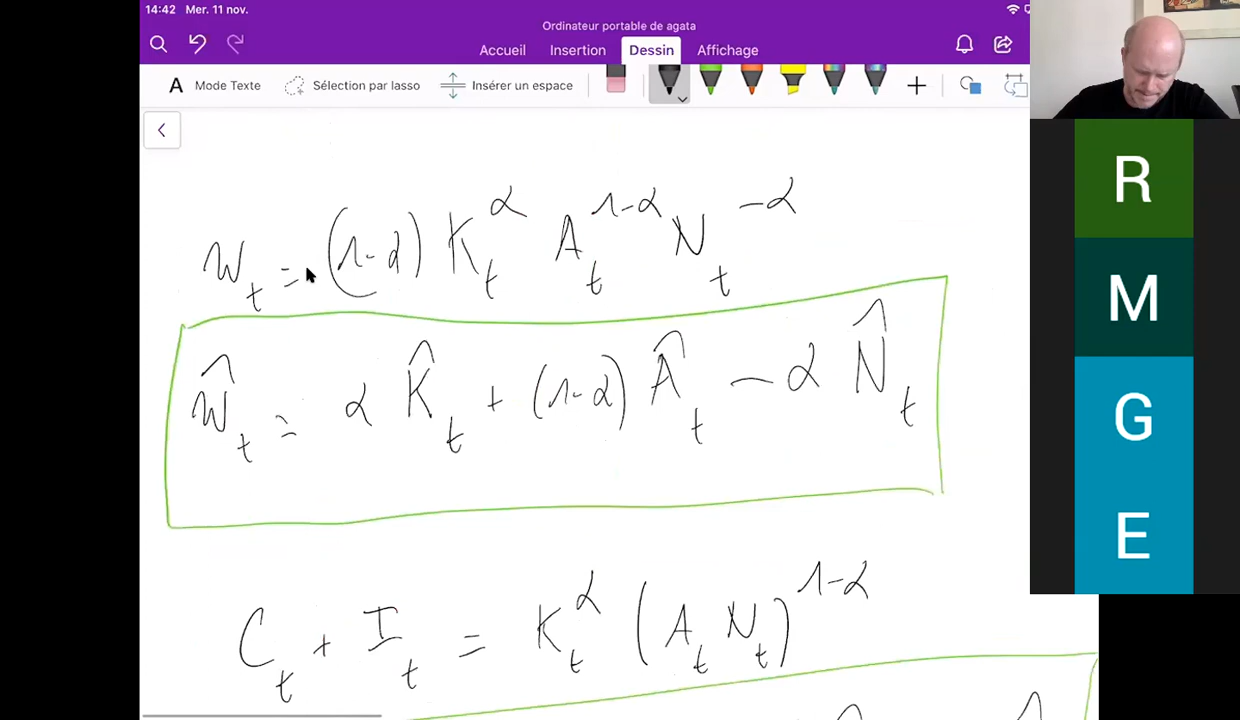 14:42 Mer. 11 nov.
Ordinateur portable de agata
Accueil Insertion Dessin Affichage
A Mode Texte Sélection par lasso Insérer un espace
W_t = (1-α) K_t^α A_t^{1-α} N_t^{-α}
Ŵ_t = α K̂_t + (1-α) Â_t - α N̂_t
C_t + I_t = K_t^α (A_t N_t)^{1-α}
R
M
G
E